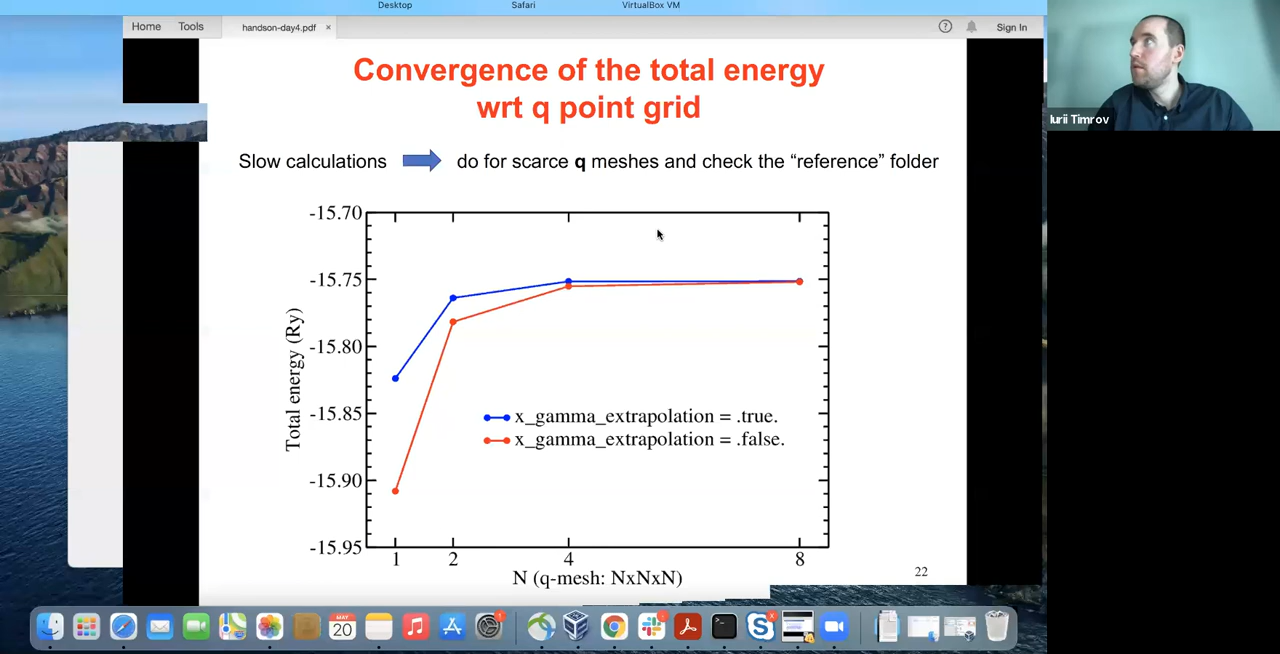 Desktop
Safari
VirtualBox VM
Home
Tools
handson-day4.pdf
Sign In
Iurii Timrov
Convergence of the total energy
wrt q point grid
Slow calculations
do for scarce q meshes and check the “reference” folder
-15.70
-15.75
-15.80
-15.85
-15.90
-15.95
Total energy (Ry)
x_gamma_extrapolation = .true.
x_gamma_extrapolation = .false.
1
2
4
8
N (q-mesh: NxNxN)
22
MAY
20